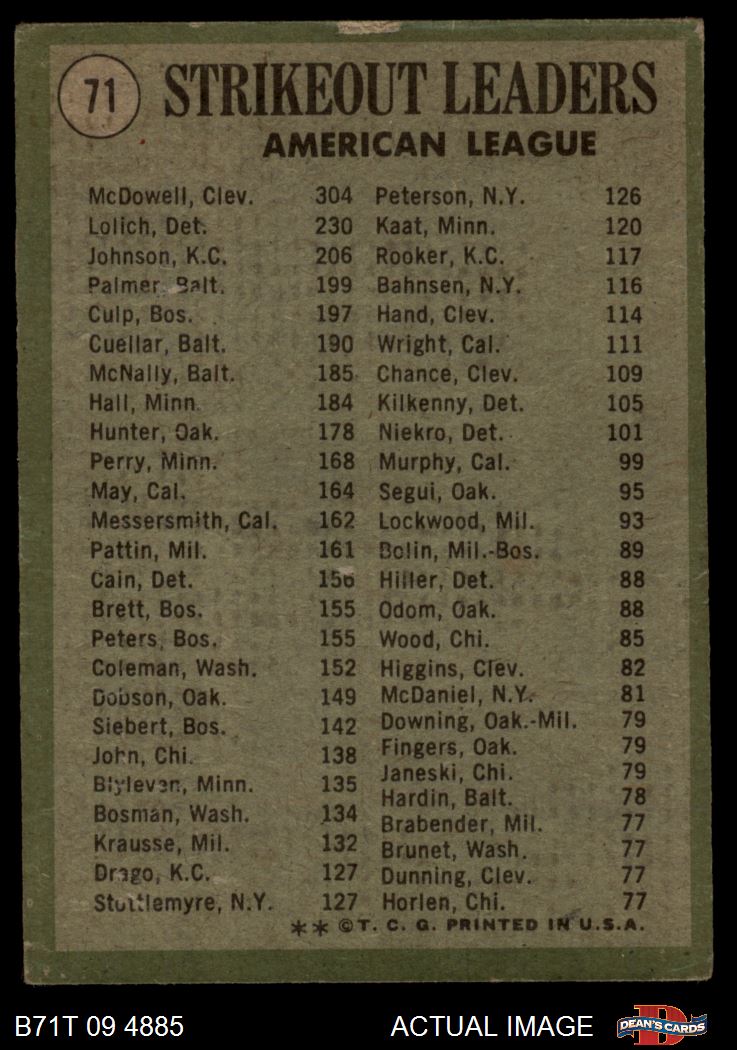 71
STRIKEOUT LEADERS
AMERICAN LEAGUE
McDowell, Clev. 304
Lolich, Det. 230
Johnson, K.C. 206
Palmer, Balt. 199
Culp, Bos. 197
Cuellar, Balt. 190
McNally, Balt. 185
Hall, Minn. 184
Hunter, Oak. 178
Perry, Minn. 168
May, Cal. 164
Messersmith, Cal. 162
Pattin, Mil. 161
Cain, Det. 156
Brett, Bos. 155
Peters, Bos. 155
Coleman, Wash. 152
Dobson, Oak. 149
Siebert, Bos. 142
John, Chi. 138
Blyleven, Minn. 135
Bosman, Wash. 134
Krausse, Mil. 132
Drago, K.C. 127
Stottlemyre, N.Y. 127
Peterson, N.Y. 126
Kaat, Minn. 120
Rooker, K.C. 117
Bahnsen, N.Y. 116
Hand, Clev. 114
Wright, Cal. 111
Chance, Clev. 109
Kilkenny, Det. 105
Niekro, Det. 101
Murphy, Cal. 99
Segui, Oak. 95
Lockwood, Mil. 93
Bolin, Mil.-Bos. 89
Hiller, Det. 88
Odom, Oak. 88
Wood, Chi. 85
Higgins, Clev. 82
McDaniel, N.Y. 81
Downing, Oak.-Mil. 79
Fingers, Oak. 79
Janeski, Chi. 79
Hardin, Balt. 78
Brabender, Mil. 77
Brunet, Wash. 77
Dunning, Clev. 77
Horlen, Chi. 77
** ©T. C. G. PRINTED IN U.S.A.
B71T 09 4885 ACTUAL IMAGE
DEAN'S CARDS